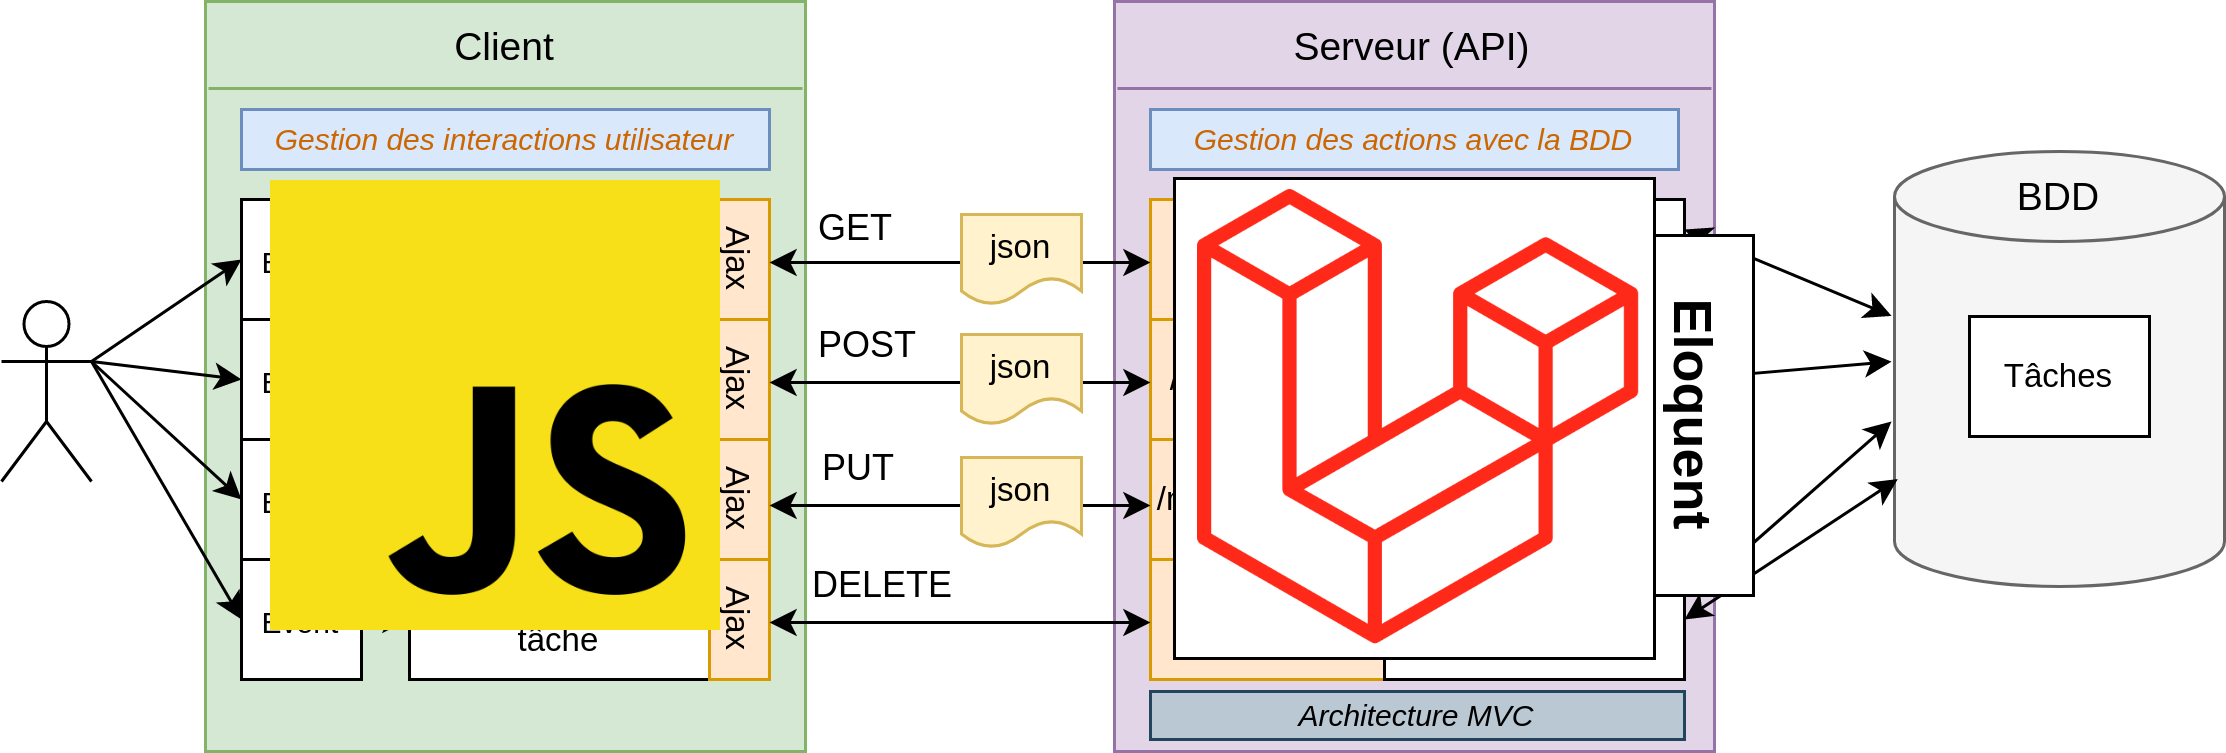 Client
Serveur (API)
Gestion des interactions utilisateur
Gestion des actions avec la BDD
BDD
Ajax
GET
json
Ajax
POST
json
Tâches
Ajax
PUT
json
Ajax
DELETE
JS
Eloquent
tâche
Architecture MVC